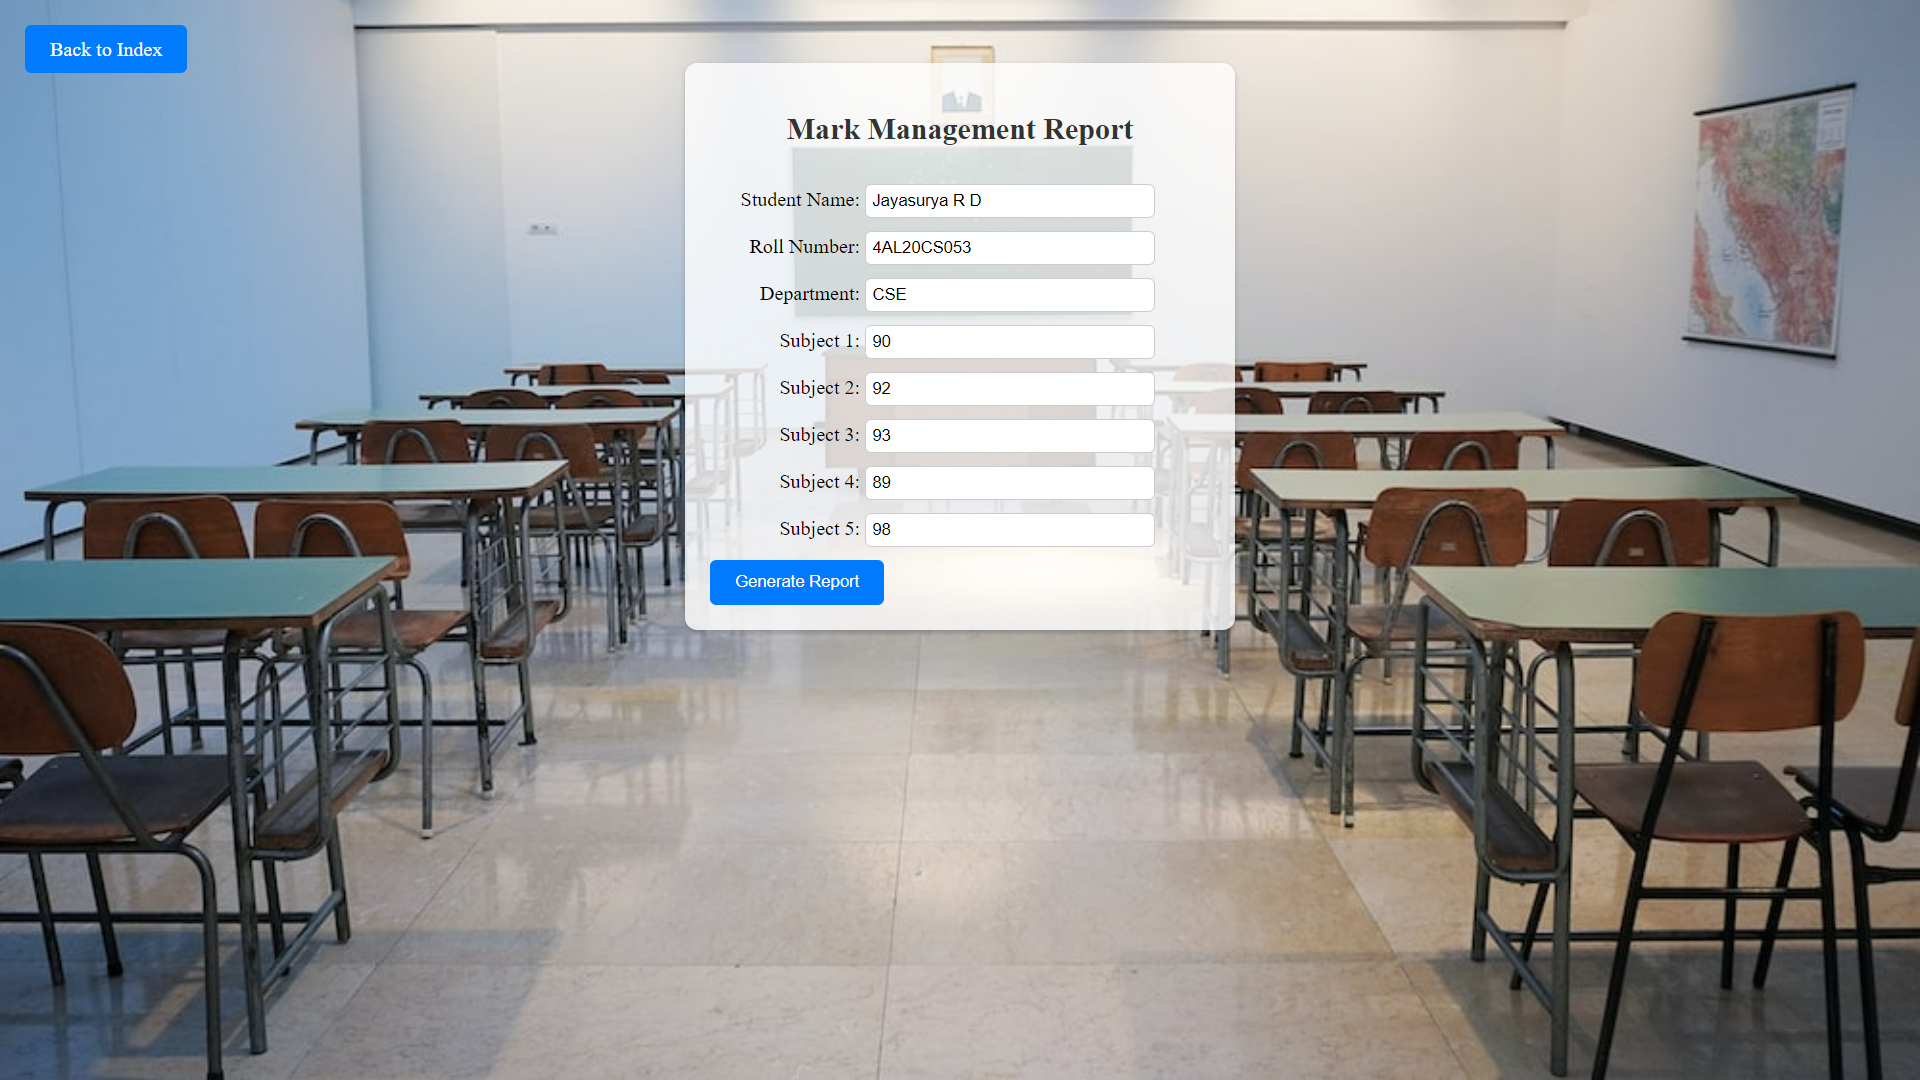 Back to Index
Mark Management Report
Student Name: Jayasurya R D
Roll Number: 4AL20CS053
Department: CSE
Subject 1: 90
Subject 2: 92
Subject 3: 93
Subject 4: 89
Subject 5: 98
Generate Report